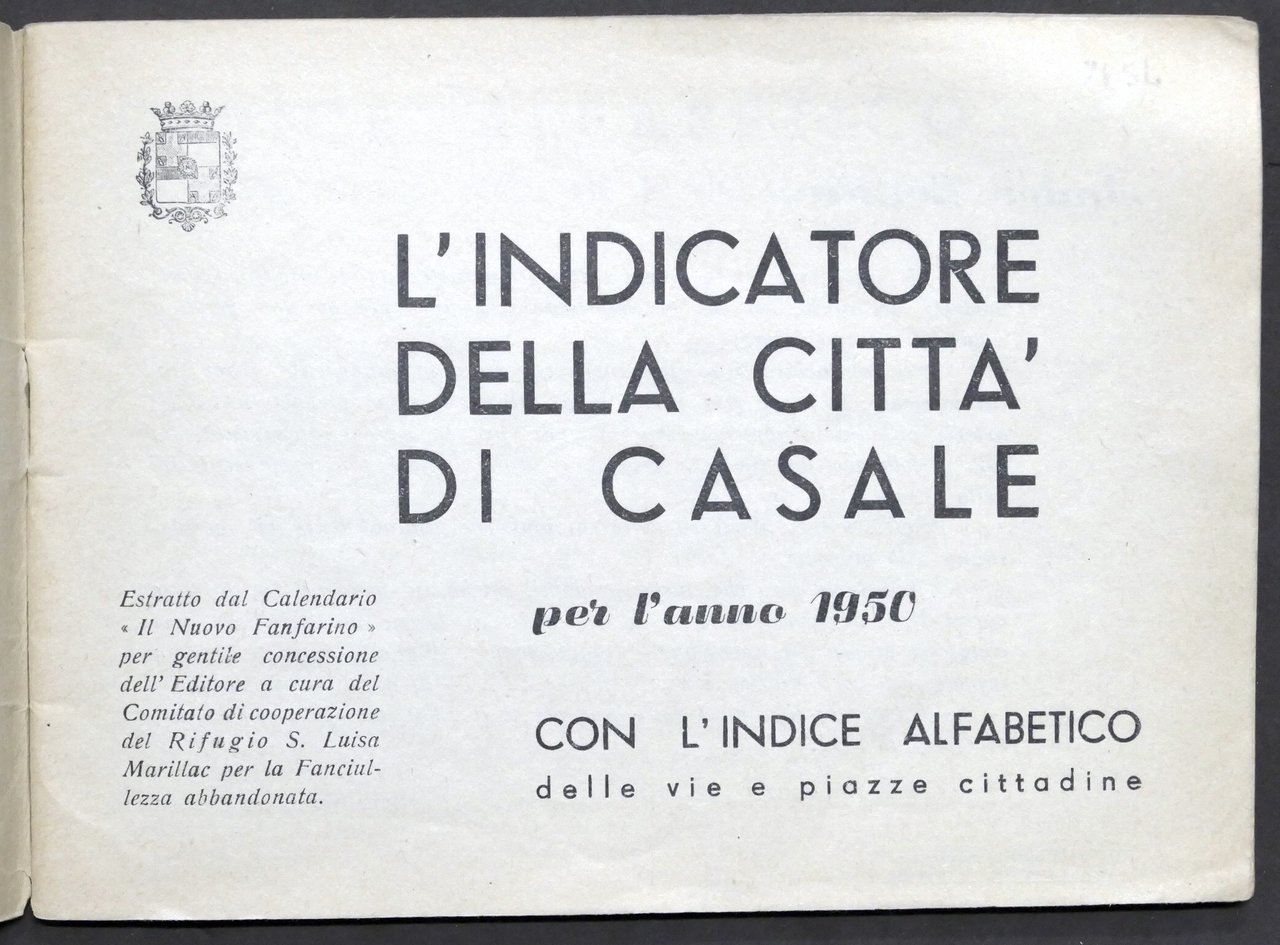 L'INDICATORE
DELLA CITTA'
DI CASALE
per l'anno 1950
CON L'INDICE ALFABETICO
delle vie e piazze cittadine
Estratto dal Calendario
« Il Nuovo Fanfarino »
per gentile concessione
dell' Editore a cura del
Comitato di cooperazione
del Rifugio S. Luisa
Marillac per la Fanciul-
lezza abbandonata.